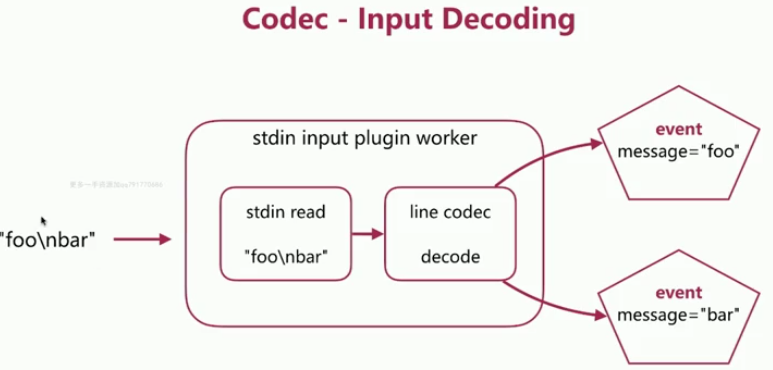 Codec - Input Decoding
stdin input plugin worker
"foo\nbar"
stdin read
"foo\nbar"
line codec
decode
event
message="foo"
event
message="bar"